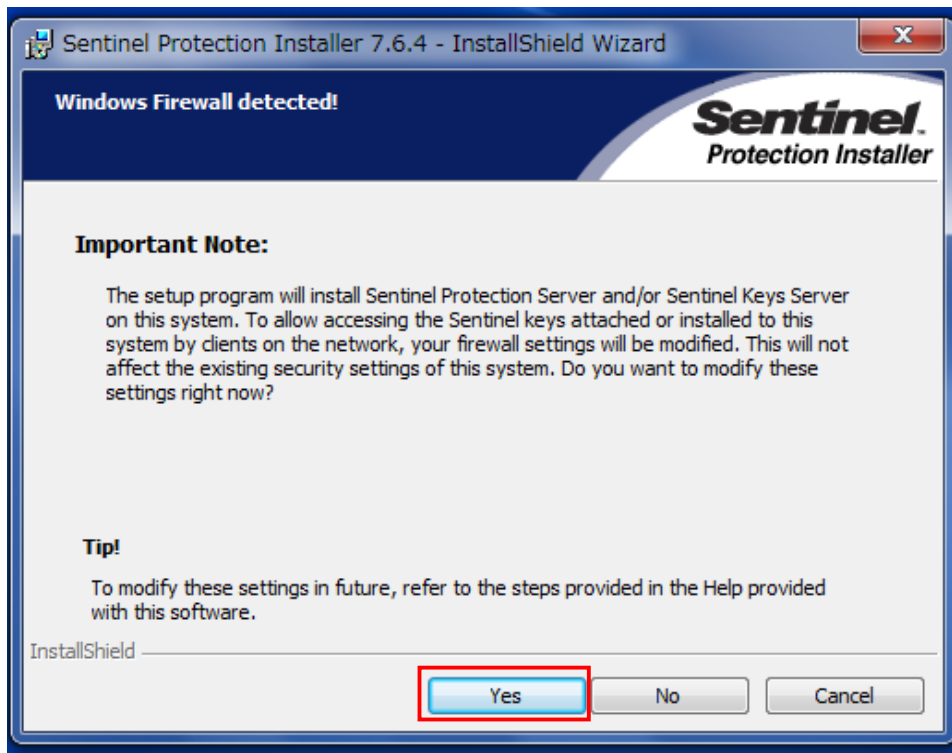 Sentinel Protection Installer 7.6.4 - InstallShield Wizard
Windows Firewall detected!
Sentinel.
Protection Installer
Important Note:
The setup program will install Sentinel Protection Server and/or Sentinel Keys Server
on this system. To allow accessing the Sentinel keys attached or installed to this
system by clients on the network, your firewall settings will be modified. This will not
affect the existing security settings of this system. Do you want to modify these
settings right now?
Tip!
To modify these settings in future, refer to the steps provided in the Help provided
with this software.
InstallShield
Yes No Cancel